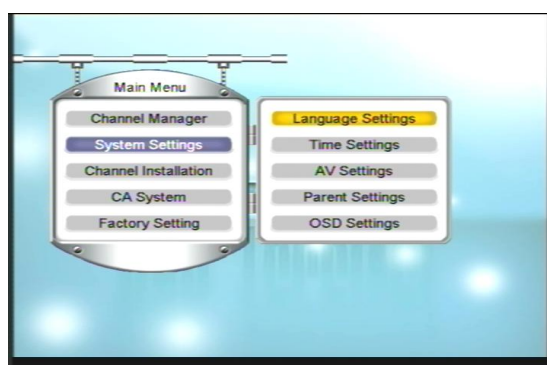 Main Menu
Channel Manager
System Settings
Channel Installation
CA System
Factory Setting
Language Settings
Time Settings
AV Settings
Parent Settings
OSD Settings